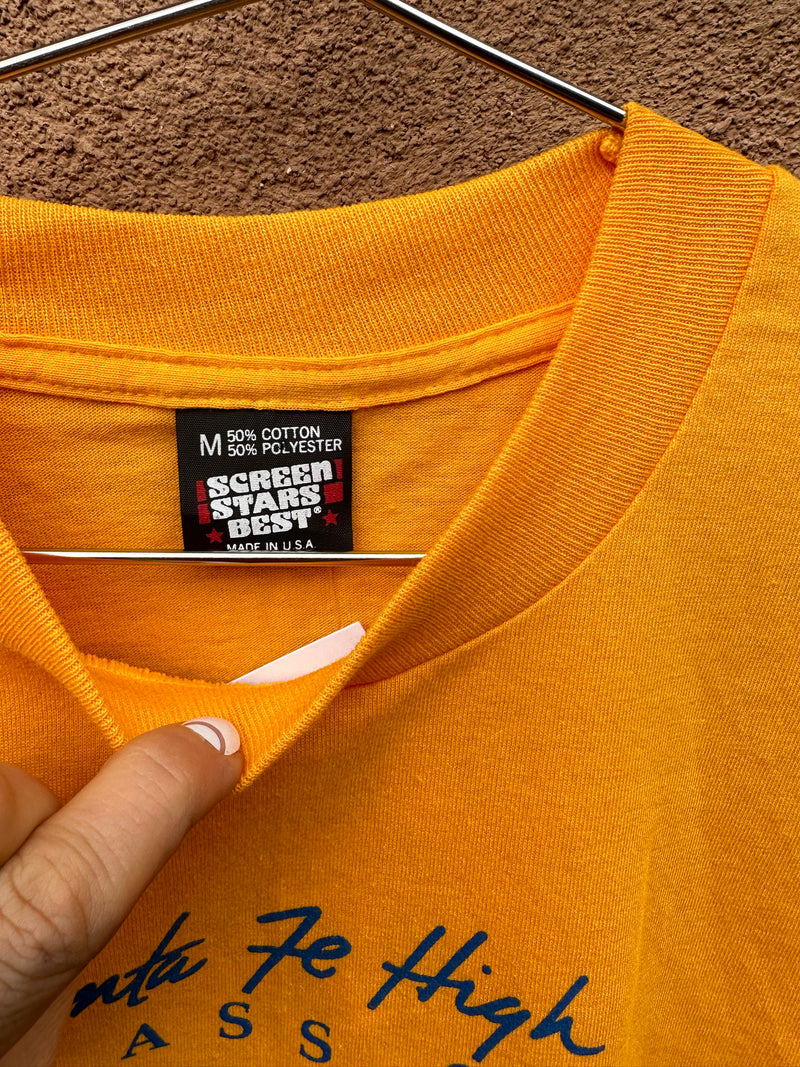 M 50% COTTON
50% POLYESTER
SCREEN
STARS
BEST®
MADE IN U.S.A.
Fe High